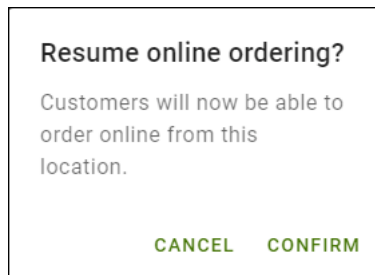 Resume online ordering?
Customers will now be able to
order online from this
location.
CANCEL CONFIRM